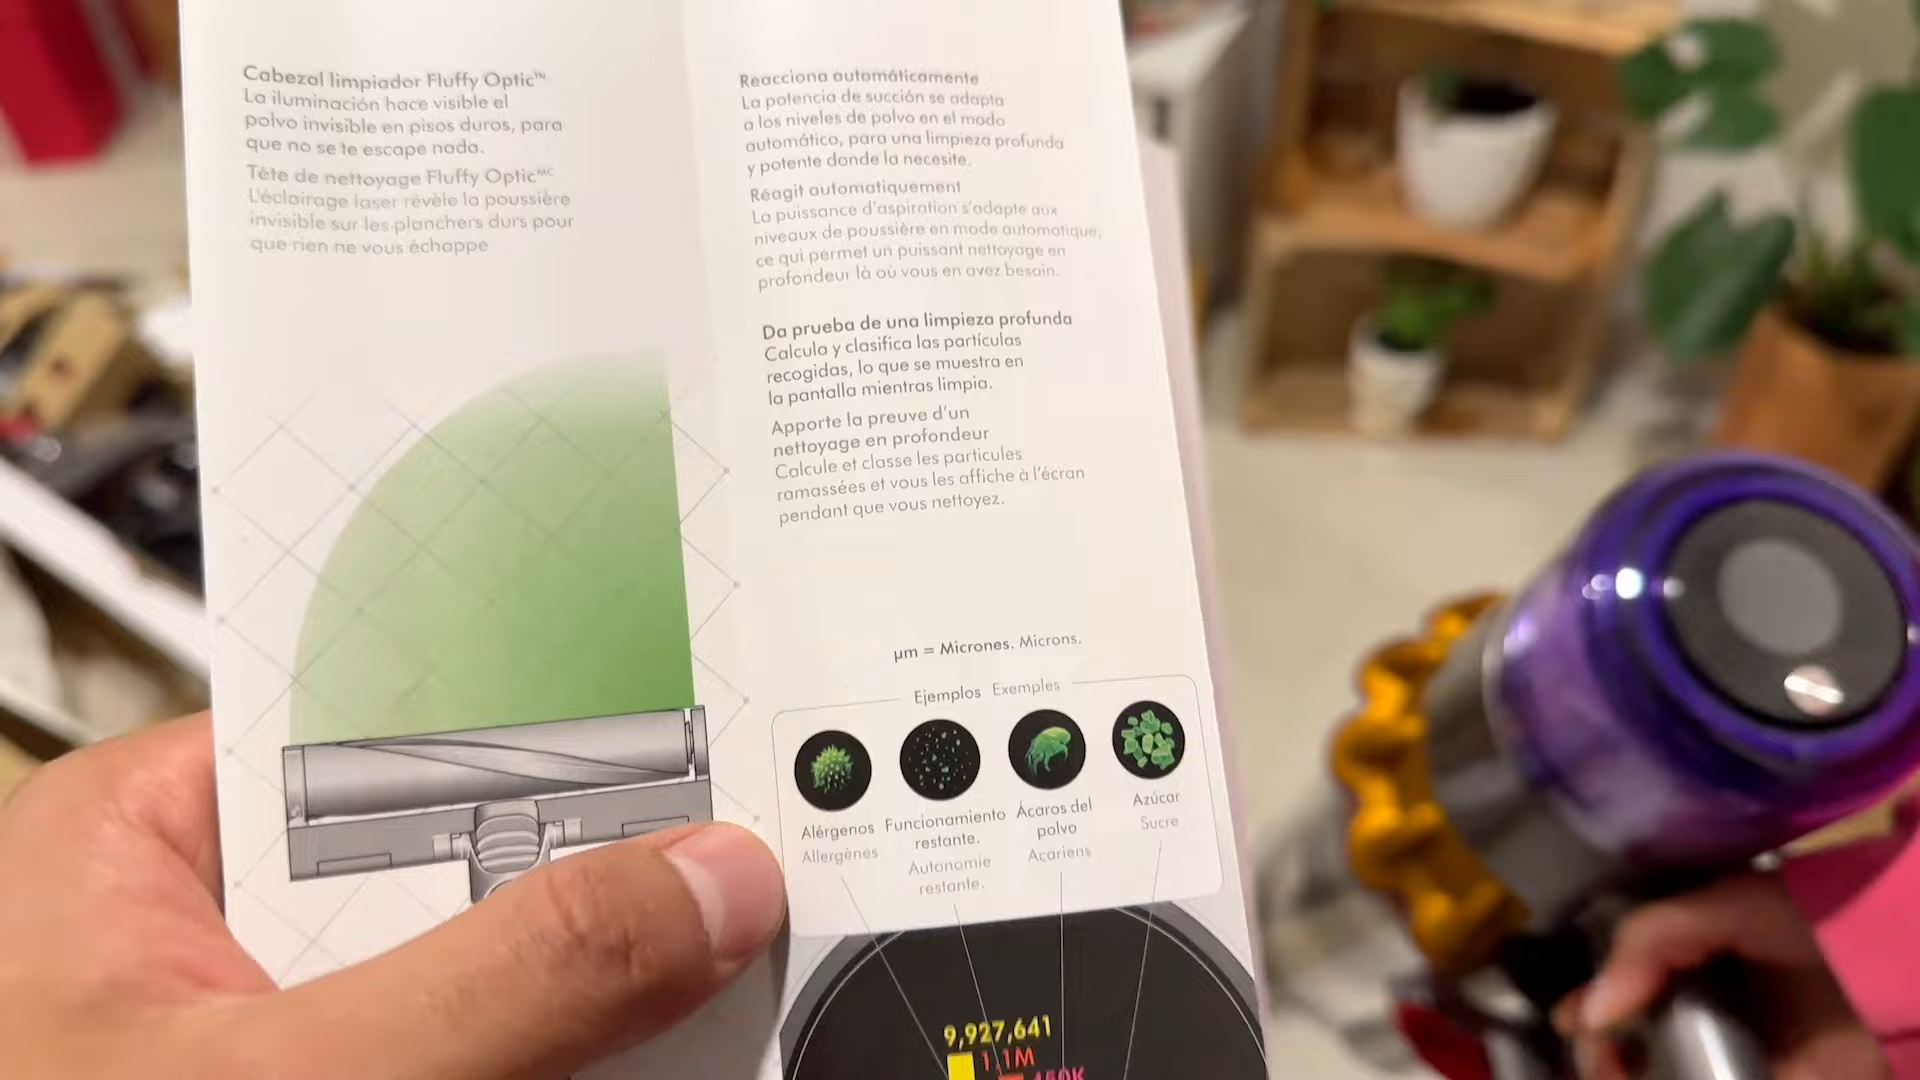 Cabezal limpiador Fluffy Optic™
La iluminación hace visible el
polvo invisible en pisos duros, para
que no se te escape nada.
Tête de nettoyage Fluffy Optic^MC
L'éclairage laser révèle la poussière
invisible sur les planchers durs pour
que rien ne vous échappe
Reacciona automáticamente
La potencia de succión se adapta
a los niveles de polvo en el modo
automático, para una limpieza profunda
y potente donde la necesite.
Réagit automatiquement
La puissance d'aspiration s'adapte aux
niveaux de poussière en mode automatique,
ce qui permet un puissant nettoyage en
profondeur là où vous en avez besoin.
Da prueba de una limpieza profunda
Calcula y clasifica las partículas
recogidas, lo que se muestra en
la pantalla mientras limpia.
Apporte la preuve d'un
nettoyage en profondeur
Calcule et classe les particules
ramassées et vous les affiche à l'écran
pendant que vous nettoyez.
µm = Micrones. Microns.
Ejemplos Exemples
Alérgenos
Allergènes
Funcionamiento
restante.
Autonomie
restante.
Ácaros del
polvo
Acariens
Azúcar
Sucre
9,927,641
1.1M
450K